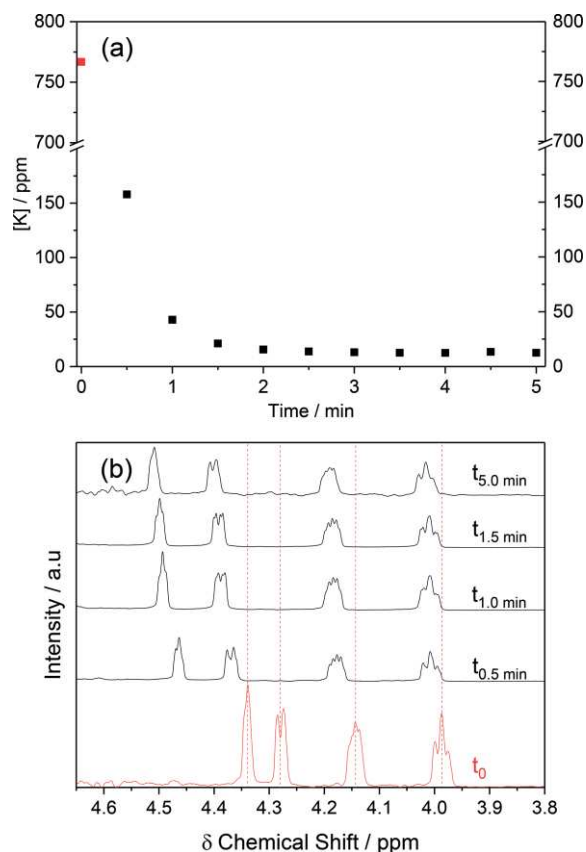 (a)
800
750
700
150
100
50
0
[K] / ppm
800
750
700
150
100
50
0
0 1 2 3 4 5
Time / min
(b)
t5.0 min
t1.5 min
t1.0 min
t0.5 min
t0
Intensity / a.u
4.6 4.5 4.4 4.3 4.2 4.1 4.0 3.9 3.8
δ Chemical Shift / ppm